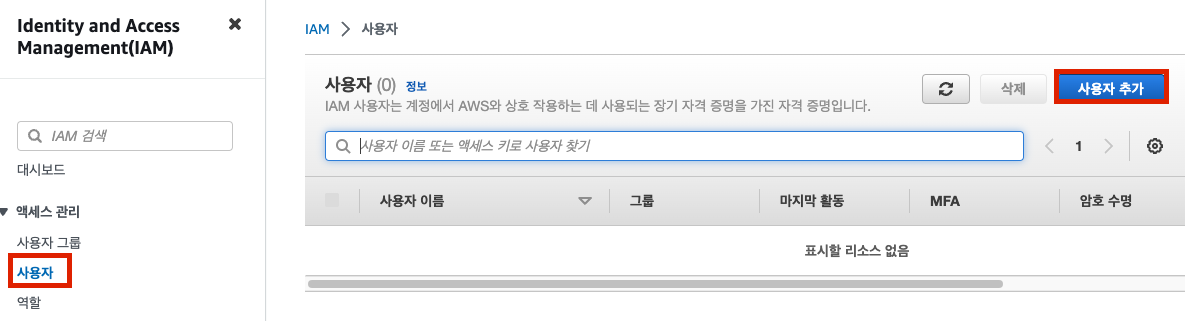 Identity and Access
Management(IAM)
IAM 검색
대시보드
액세스 관리
사용자 그룹
사용자
역할
IAM > 사용자
사용자 (0) 정보
IAM 사용자는 계정에서 AWS와 상호 작용하는 데 사용되는 장기 자격 증명을 가진 자격 증명입니다.
삭제
사용자 추가
사용자 이름 또는 액세스 키로 사용자 찾기
1
사용자 이름 그룹 마지막 활동 MFA 암호 수명
표시할 리소스 없음